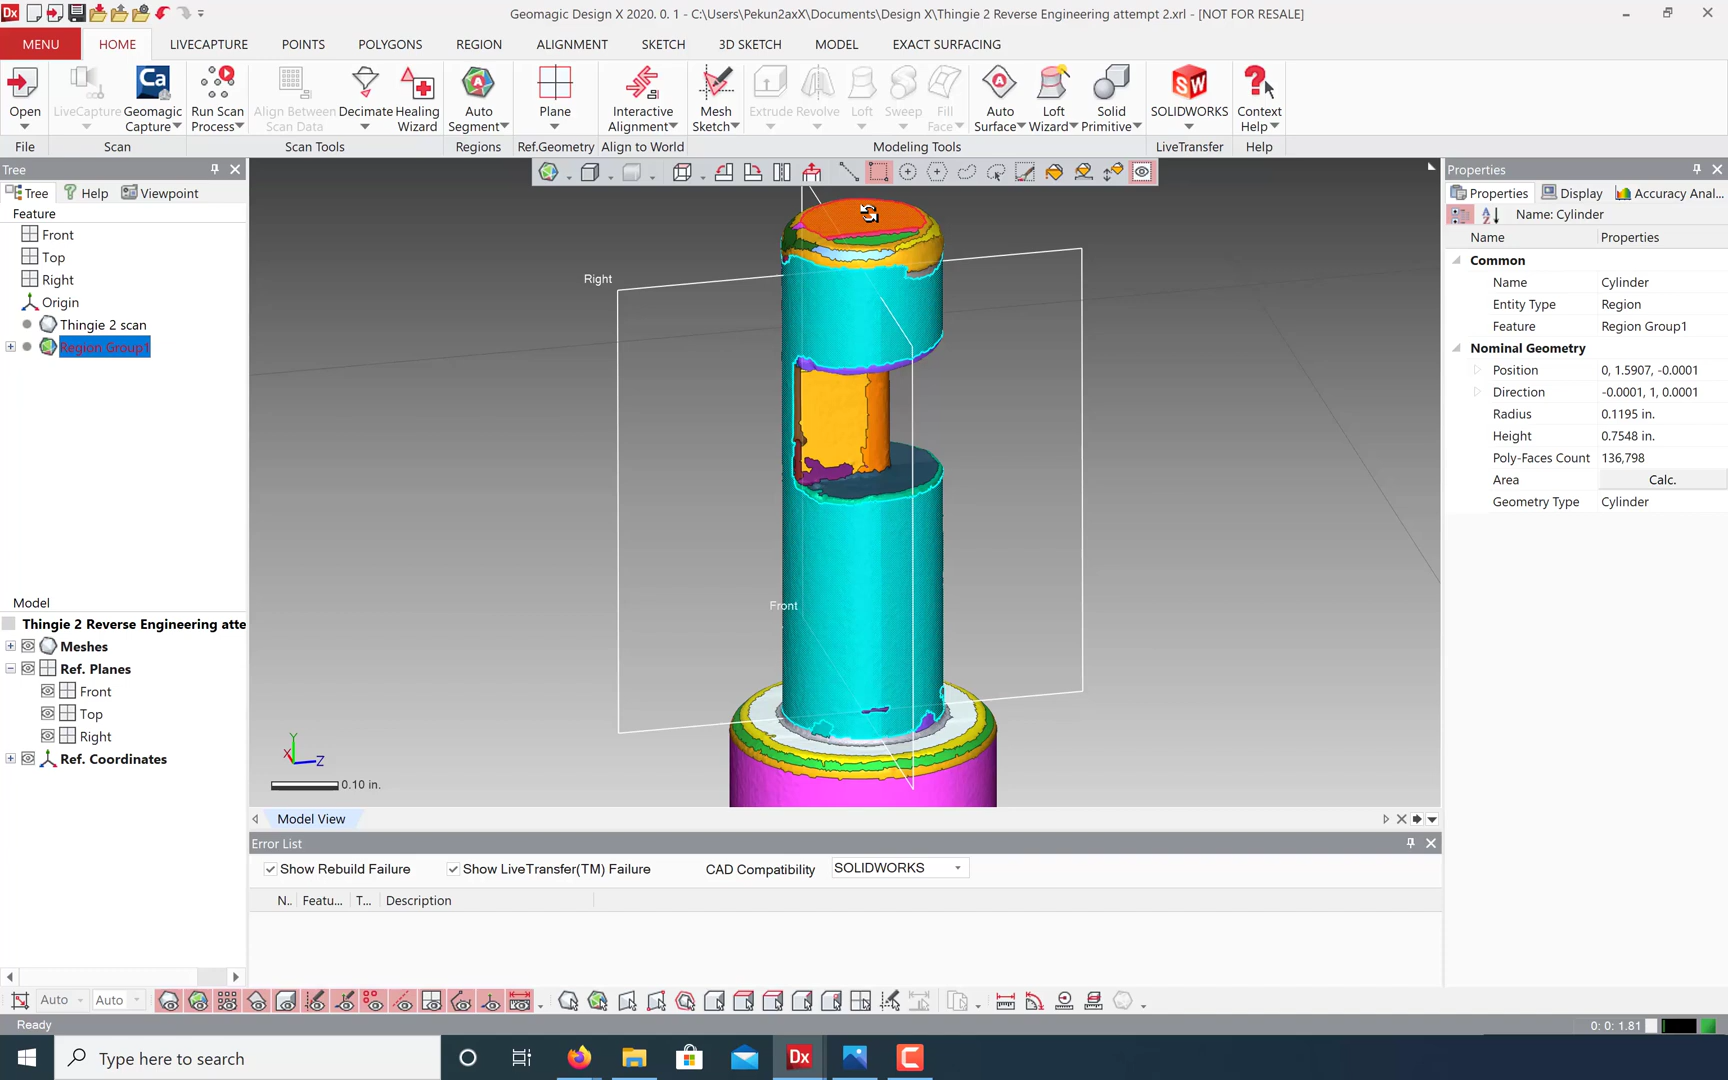 Dx
Geomagic Design X 2020. 0. 1 - C:\Users\Pekun2axX\Documents\Design X\Thingie 2 Reverse Engineering attempt 2.xrl - [NOT FOR RESALE]
MENU HOME LIVECAPTURE POINTS POLYGONS REGION ALIGNMENT SKETCH 3D SKETCH MODEL EXACT SURFACING
Open LiveCapture Geomagic Capture Run Scan Process Align Between Scan Data Decimate Healing Wizard Auto Segment Plane Interactive Alignment Mesh Sketch Extrude Revolve Loft Sweep Fill Face Auto Surface Loft Wizard Solid Primitive SOLIDWORKS Context Help
File Scan Scan Tools Regions Ref.Geometry Align to World Modeling Tools LiveTransfer Help
Tree
Tree Help Viewpoint
Feature
Front
Top
Right
Origin
Thingie 2 scan
Region Group1
Model
Thingie 2 Reverse Engineering atte
Meshes
Ref. Planes
Front
Top
Right
Ref. Coordinates
Right
Front
Y
X Z
0.10 in.
Model View
Properties
Properties Display Accuracy Anal...
Name: Cylinder
Name Properties
Common
Name Cylinder
Entity Type Region
Feature Region Group1
Nominal Geometry
Position 0, 1.5907, -0.0001
Direction -0.0001, 1, 0.0001
Radius 0.1195 in.
Height 0.7548 in.
Poly-Faces Count 136,798
Area Calc.
Geometry Type Cylinder
Error List
Show Rebuild Failure Show LiveTransfer(TM) Failure CAD Compatibility SOLIDWORKS
N.. Featu... T... Description
Auto Auto
Ready 0: 0: 1.81
Type here to search Dx